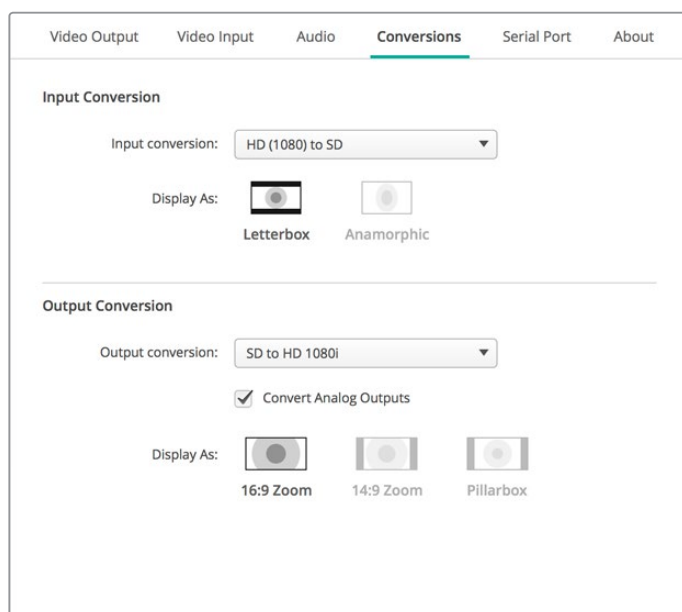 Video Output Video Input Audio Conversions Serial Port About
Input Conversion
Input conversion: HD (1080) to SD
Display As:
Letterbox Anamorphic
Output Conversion
Output conversion: SD to HD 1080i
Convert Analog Outputs
Display As:
16:9 Zoom 14:9 Zoom Pillarbox